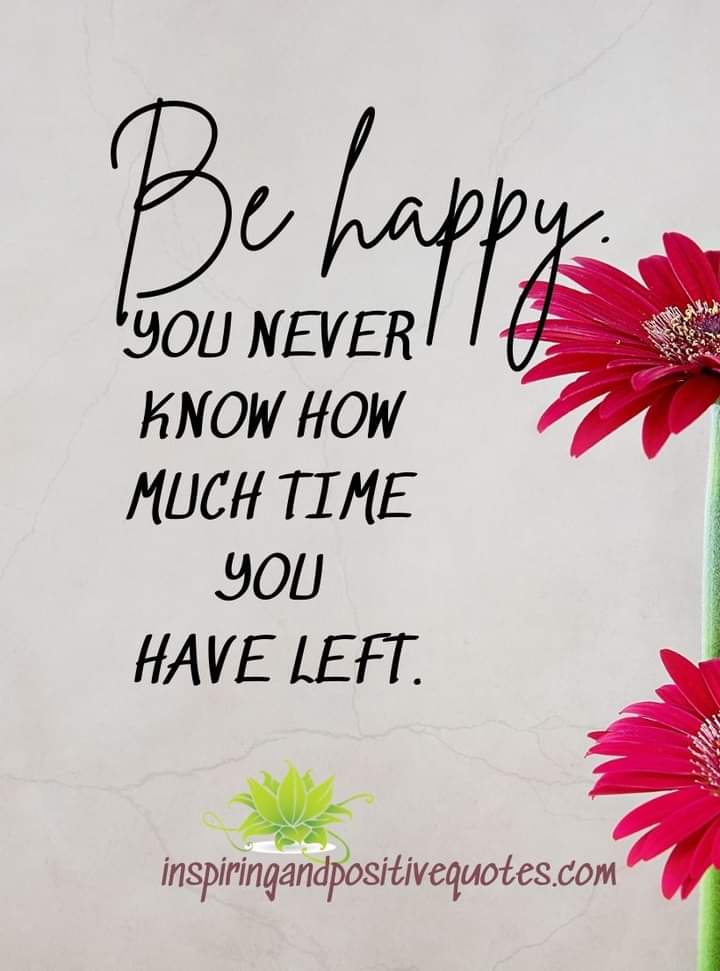 Be happy.
YOU NEVER
KNOW HOW
MUCH TIME
YOU
HAVE LEFT.
inspiringandpositivequotes.com